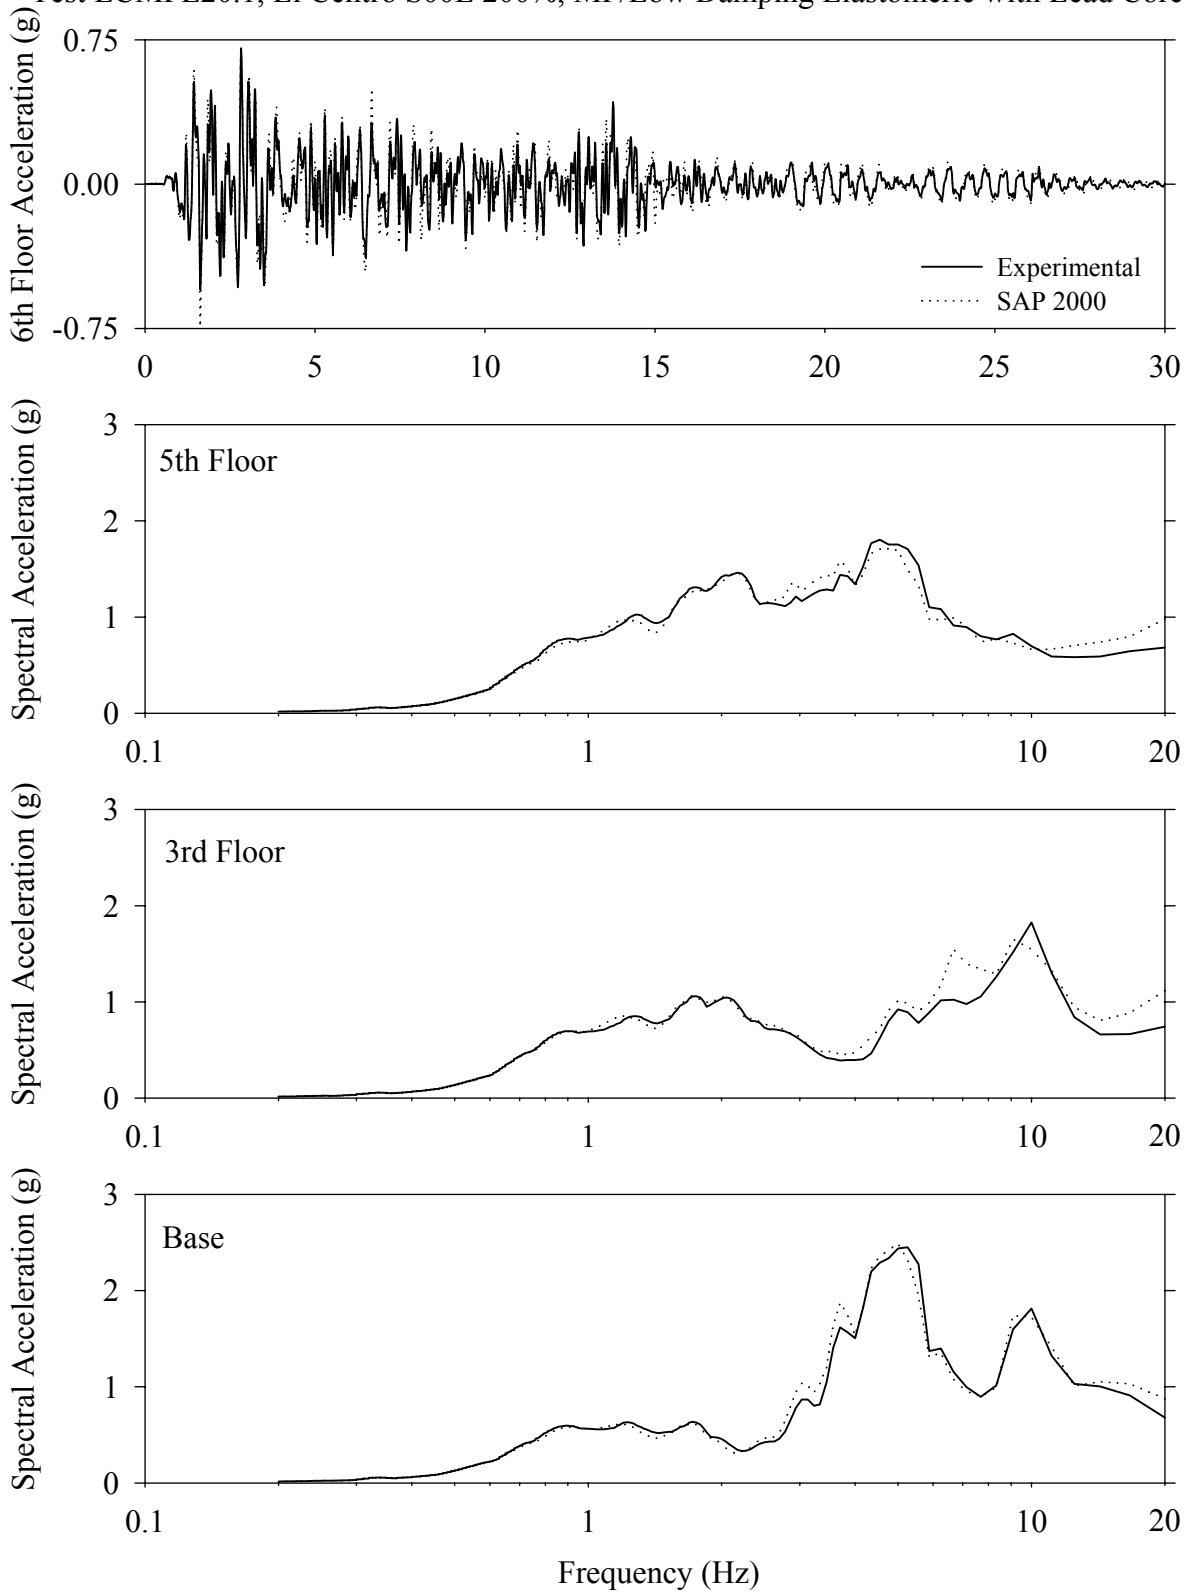 6th Floor Acceleration (g)
0.75
0.00
-0.75
Experimental
SAP 2000
0 5 10 15 20 25 30
Spectral Acceleration (g)
3
5th Floor
2
1
0
0.1 1 10 20
Spectral Acceleration (g)
3
3rd Floor
2
1
0
0.1 1 10 20
Spectral Acceleration (g)
3
Base
2
1
0
0.1 1 10 20
Frequency (Hz)